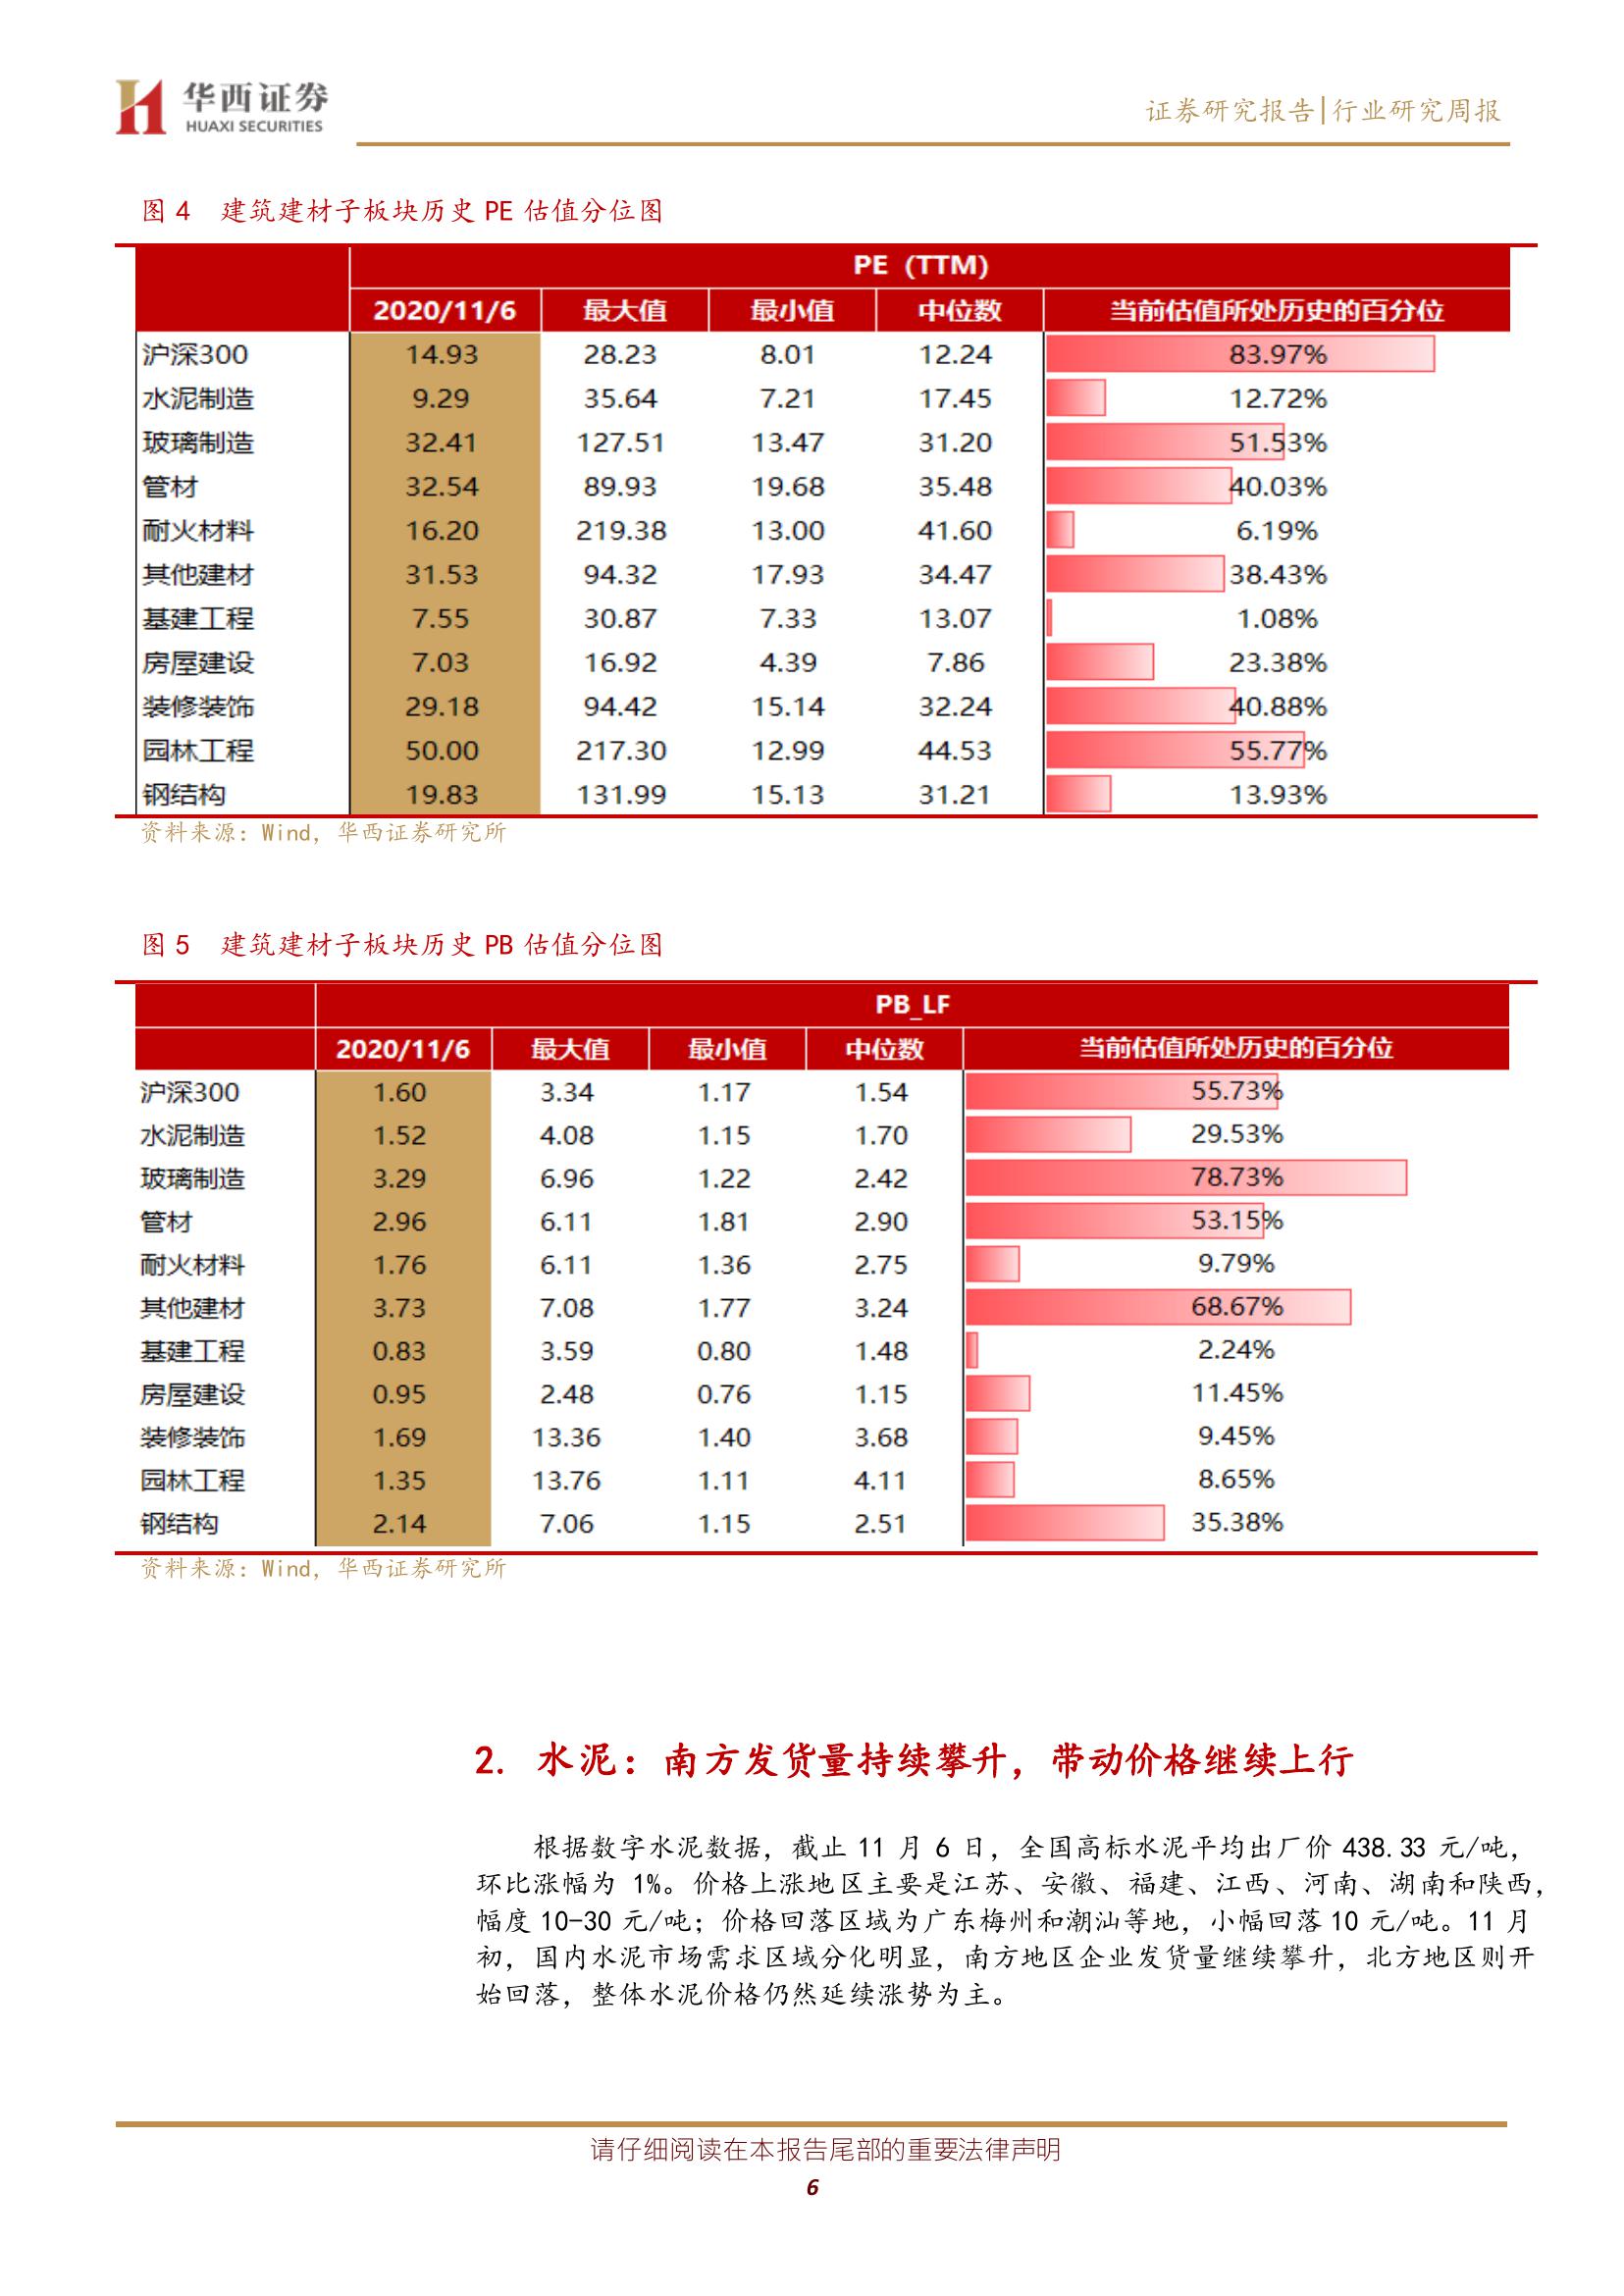 华西证券
HUAXI SECURITIES
证券研究报告|行业研究周报
图 4 建筑建材子板块历史 PE 估值分位图
PE (TTM)
2020/11/6 最大值 最小值 中位数 当前估值所处历史的百分位
沪深300 14.93 28.23 8.01 12.24 83.97%
水泥制造 9.29 35.64 7.21 17.45 12.72%
玻璃制造 32.41 127.51 13.47 31.20 51.53%
管材 32.54 89.93 19.68 35.48 40.03%
耐火材料 16.20 219.38 13.00 41.60 6.19%
其他建材 31.53 94.32 17.93 34.47 38.43%
基建工程 7.55 30.87 7.33 13.07 1.08%
房屋建设 7.03 16.92 4.39 7.86 23.38%
装修装饰 29.18 94.42 15.14 32.24 40.88%
园林工程 50.00 217.30 12.99 44.53 55.77%
钢结构 19.83 131.99 15.13 31.21 13.93%
资料来源：Wind，华西证券研究所
图 5 建筑建材子板块历史 PB 估值分位图
PB_LF
2020/11/6 最大值 最小值 中位数 当前估值所处历史的百分位
沪深300 1.60 3.34 1.17 1.54 55.73%
水泥制造 1.52 4.08 1.15 1.70 29.53%
玻璃制造 3.29 6.96 1.22 2.42 78.73%
管材 2.96 6.11 1.81 2.90 53.15%
耐火材料 1.76 6.11 1.36 2.75 9.79%
其他建材 3.73 7.08 1.77 3.24 68.67%
基建工程 0.83 3.59 0.80 1.48 2.24%
房屋建设 0.95 2.48 0.76 1.15 11.45%
装修装饰 1.69 13.36 1.40 3.68 9.45%
园林工程 1.35 13.76 1.11 4.11 8.65%
钢结构 2.14 7.06 1.15 2.51 35.38%
资料来源：Wind，华西证券研究所
2. 水泥：南方发货量持续攀升，带动价格继续上行
根据数字水泥数据，截止 11 月 6 日，全国高标水泥平均出厂价 438.33 元/吨，
环比涨幅为 1%。价格上涨地区主要是江苏、安徽、福建、江西、河南、湖南和陕西，
幅度 10-30 元/吨；价格回落区域为广东梅州和潮汕等地，小幅回落 10 元/吨。11 月
初，国内水泥市场需求区域分化明显，南方地区企业发货量继续攀升，北方地区则开
始回落，整体水泥价格仍然延续涨势为主。
请仔细阅读在本报告尾部的重要法律声明
6